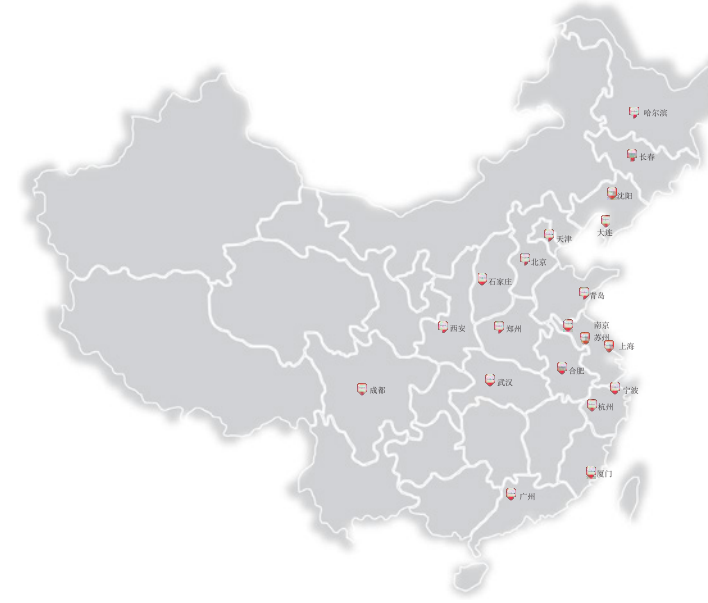 哈尔滨
长春
沈阳
大连
天津
北京
石家庄
青岛
西安
郑州
南京
苏州
上海
合肥
武汉
成都
宁波
杭州
厦门
广州